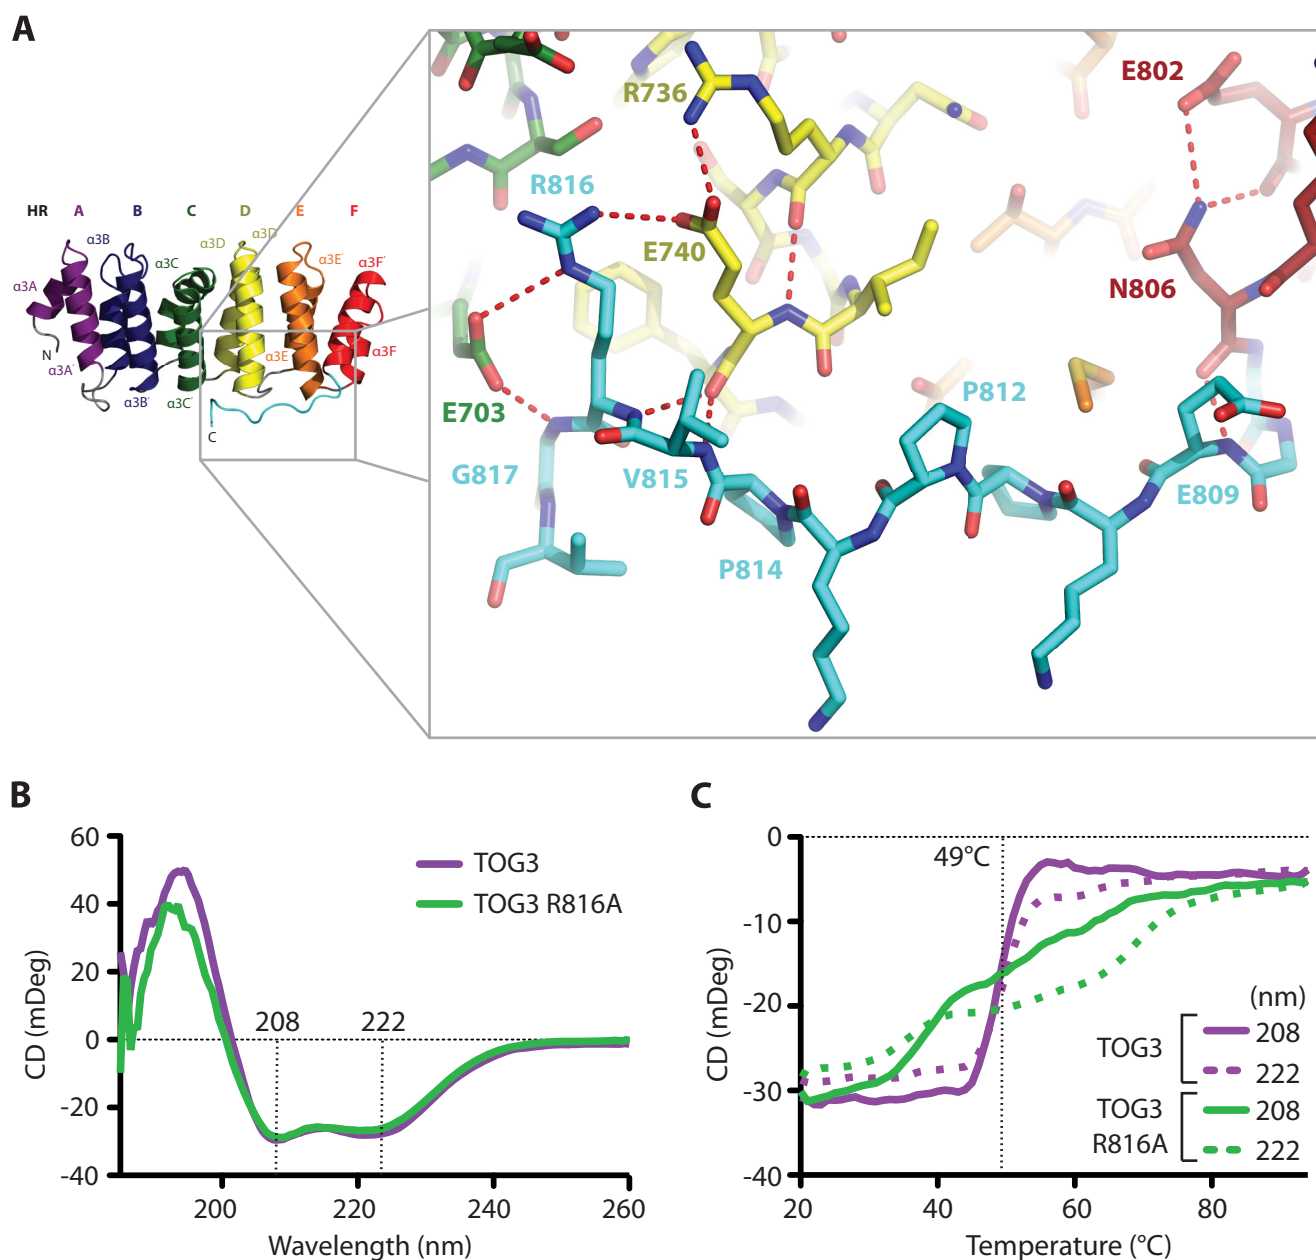 A
HR A B C D E F
α3A
α3B
α3C
α3D
α3D'
α3E'
α3F'
N
α3A'
α3B'
α3C'
α3E
α3F
C
R736
E802
R816
E740
N806
E703
P812
G817
V815
E809
P814
B
60
40
20
0
-20
-40
CD (mDeg)
208 222
TOG3
TOG3 R816A
200 220 240 260
Wavelength (nm)
C
0
-10
-20
-30
-40
CD (mDeg)
49°C
(nm)
TOG3
208
222
TOG3
R816A
208
222
20 40 60 80
Temperature (°C)